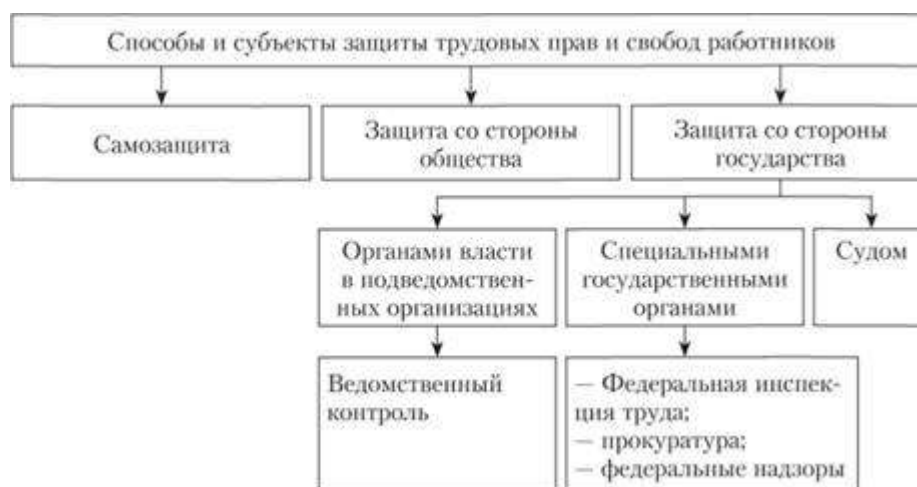 Способы и субъекты защиты трудовых прав и свобод работников
Самозащита
Защита со стороны
общества
Защита со стороны
государства
Органами власти
в подведомствен-
ных организациях
Специальными
государственными
органами
Судом
Ведомственный
контроль
— Федеральная инспек-
ция труда;
— прокуратура;
— федеральные надзоры